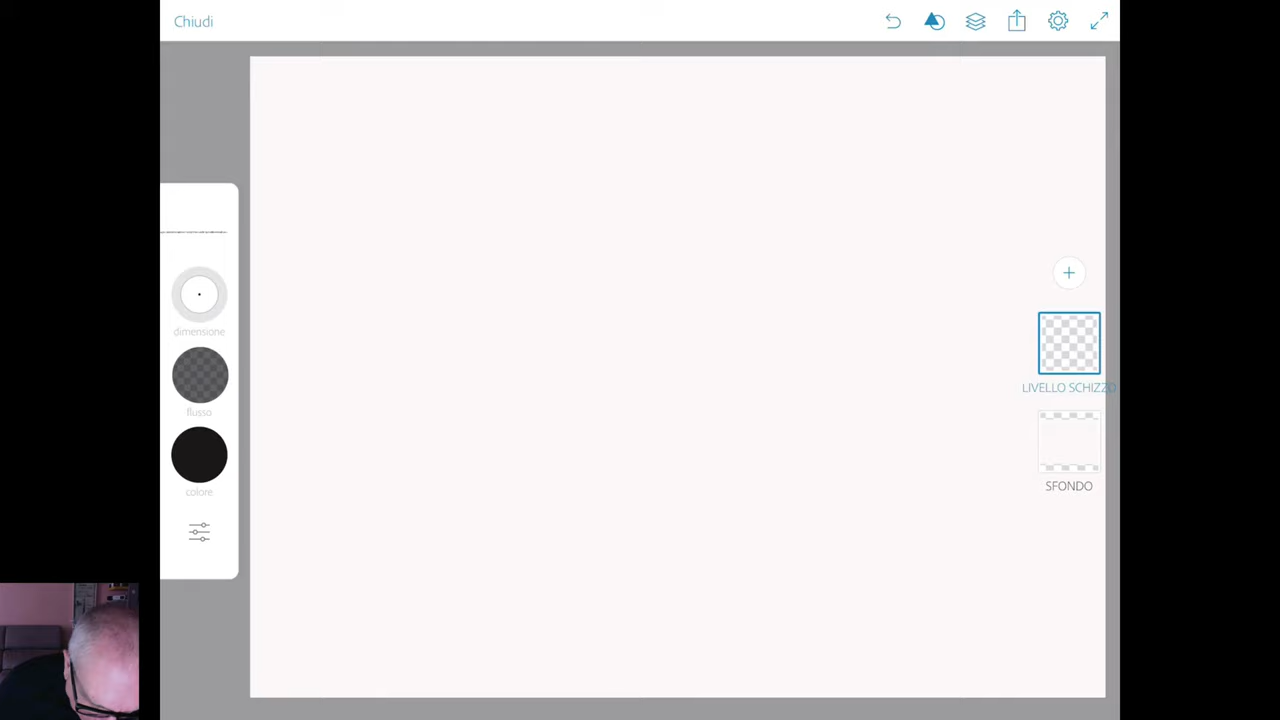 Chiudi
dimensione
flusso
colore
LIVELLO SCHIZZO
SFONDO